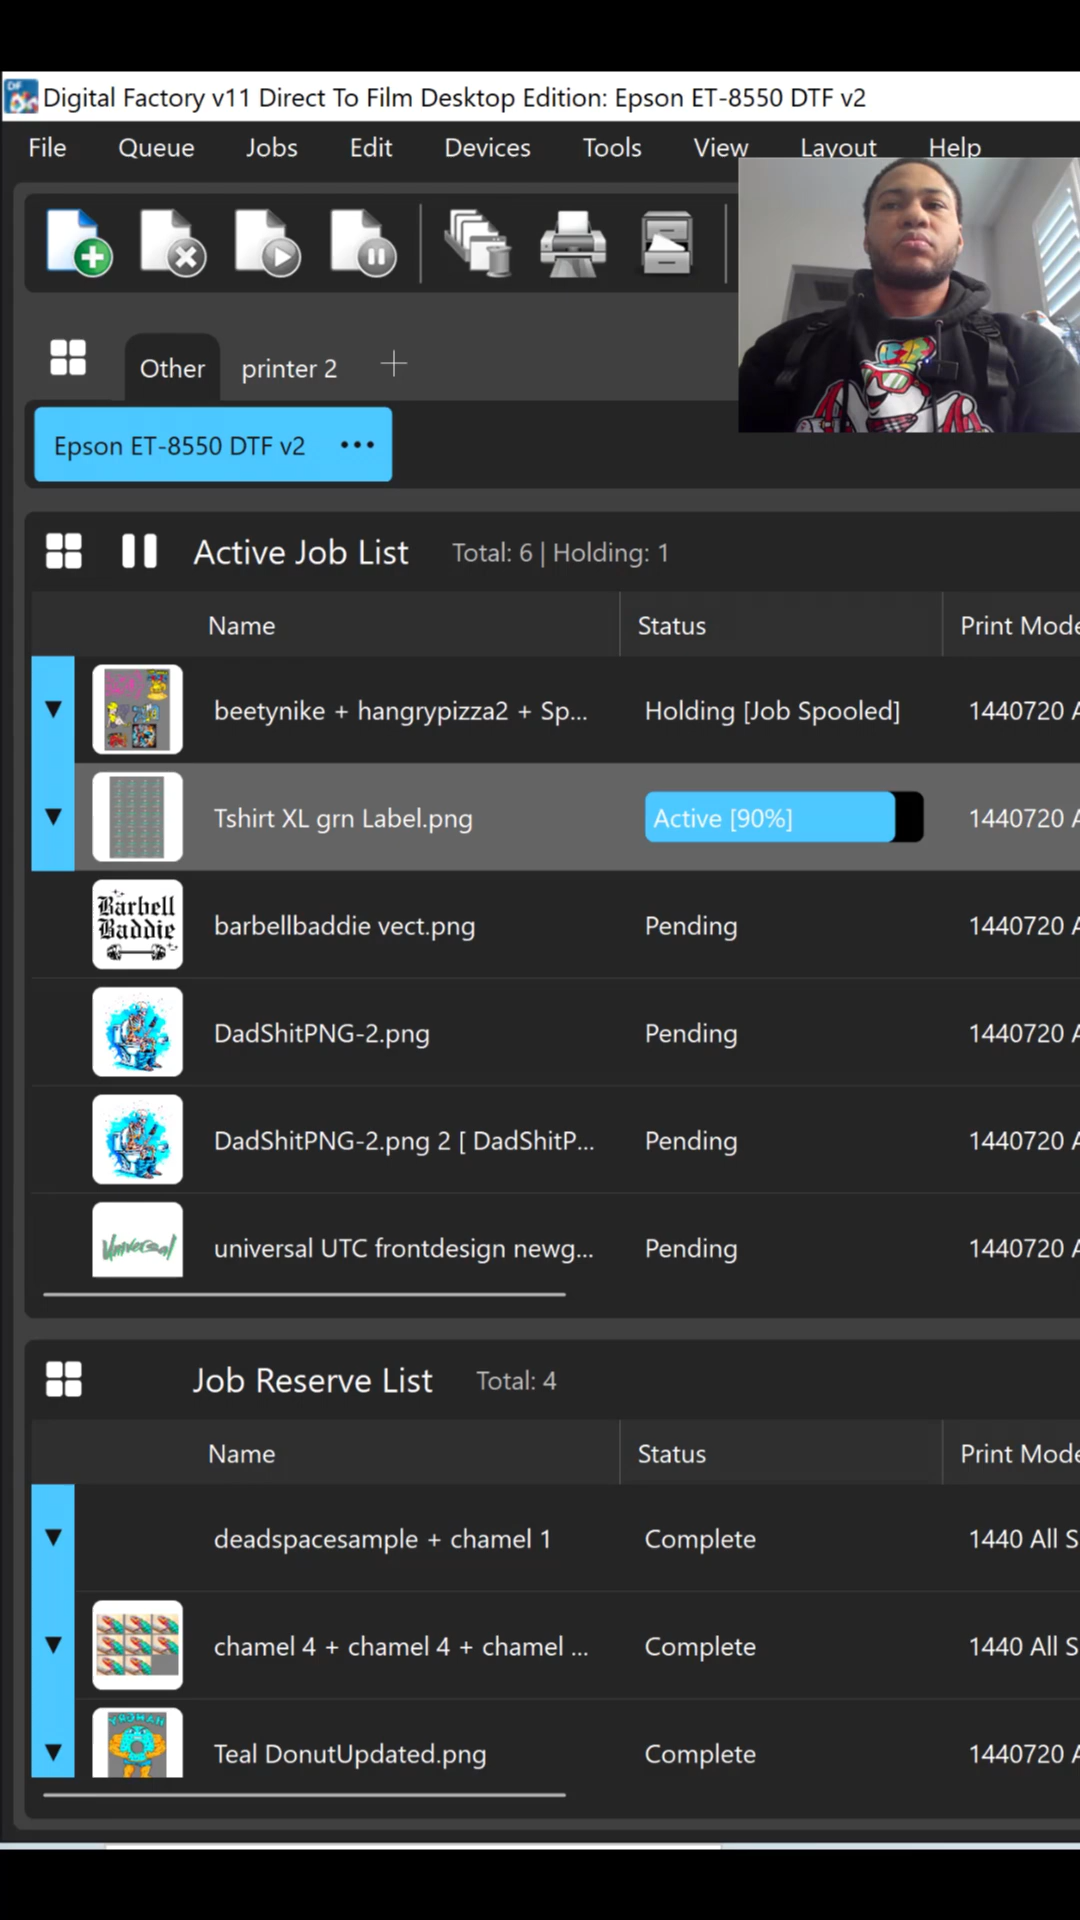 Digital Factory v11 Direct To Film Desktop Edition: Epson ET-8550 DTF v2
File Queue Jobs Edit Devices Tools View Layout Help
Other printer 2
Epson ET-8550 DTF v2 •••
Active Job List Total: 6 | Holding: 1
Name Status Print Mode
beetynike + hangrypizza2 + Sp... Holding [Job Spooled] 1440720 A
Tshirt XL grn Label.png Active [90%] 1440720 A
Barbell
Baddie
barbellbaddie vect.png Pending 1440720 A
DadShitPNG-2.png Pending 1440720 A
DadShitPNG-2.png 2 [ DadShitP... Pending 1440720 A
Universal
universal UTC frontdesign newg... Pending 1440720 A
Job Reserve List Total: 4
Name Status Print Mode
deadspacesample + chamel 1 Complete 1440 All S
chamel 4 + chamel 4 + chamel ... Complete 1440 All S
Teal DonutUpdated.png Complete 1440720 A